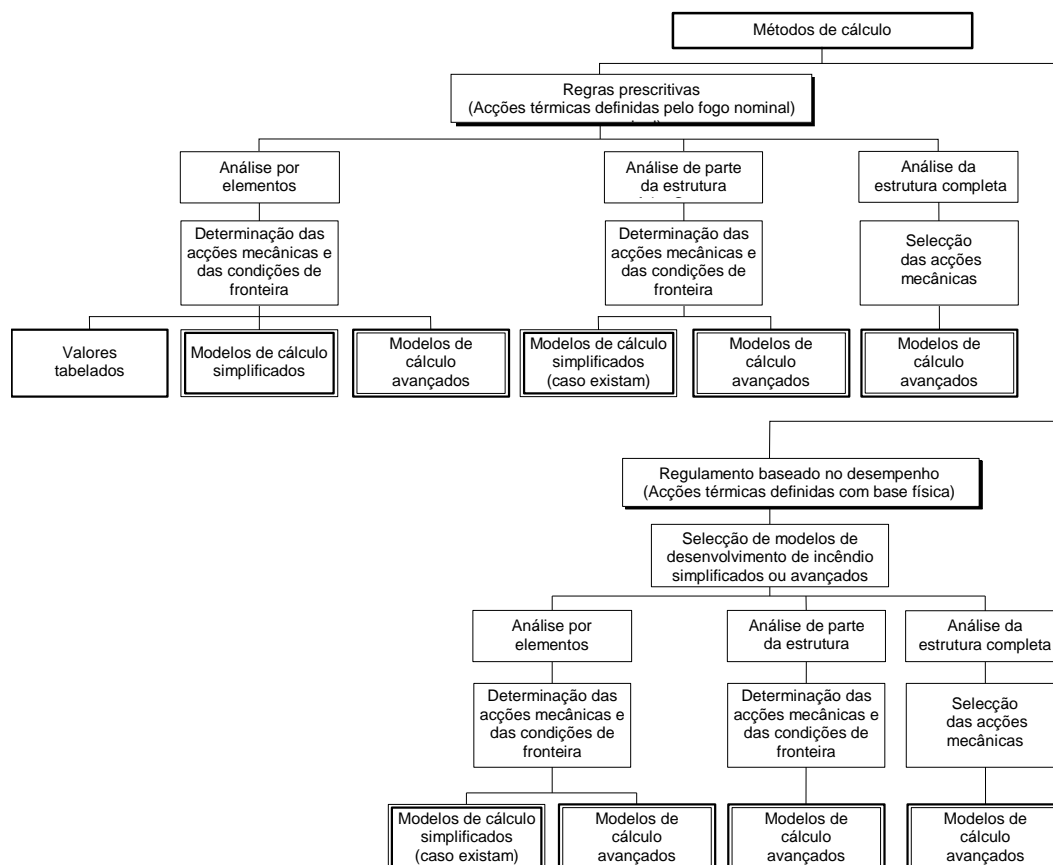 Métodos de cálculo
Regras prescritivas
(Acções térmicas definidas pelo fogo nominal)
Análise por
elementos
Análise de parte
da estrutura
Análise da
estrutura completa
Determinação das
acções mecânicas e
das condições de
fronteira
Determinação das
acções mecânicas e
das condições de
fronteira
Selecção
das acções
mecânicas
Valores
tabelados
Modelos de cálculo
simplificados
Modelos de
cálculo
avançados
Modelos de cálculo
simplificados
(caso existam)
Modelos de
cálculo
avançados
Modelos de
cálculo
avançados
Regulamento baseado no desempenho
(Acções térmicas definidas com base física)
Selecção de modelos de
desenvolvimento de incêndio
simplificados ou avançados
Análise por
elementos
Análise de parte
da estrutura
Análise da
estrutura completa
Determinação das
acções mecânicas e
das condições de
fronteira
Determinação das
acções mecânicas e
das condições de
fronteira
Selecção
das acções
mecânicas
Modelos de cálculo
simplificados
(caso existam)
Modelos de
cálculo
avançados
Modelos de
cálculo
avançados
Modelos de
cálculo
avançados